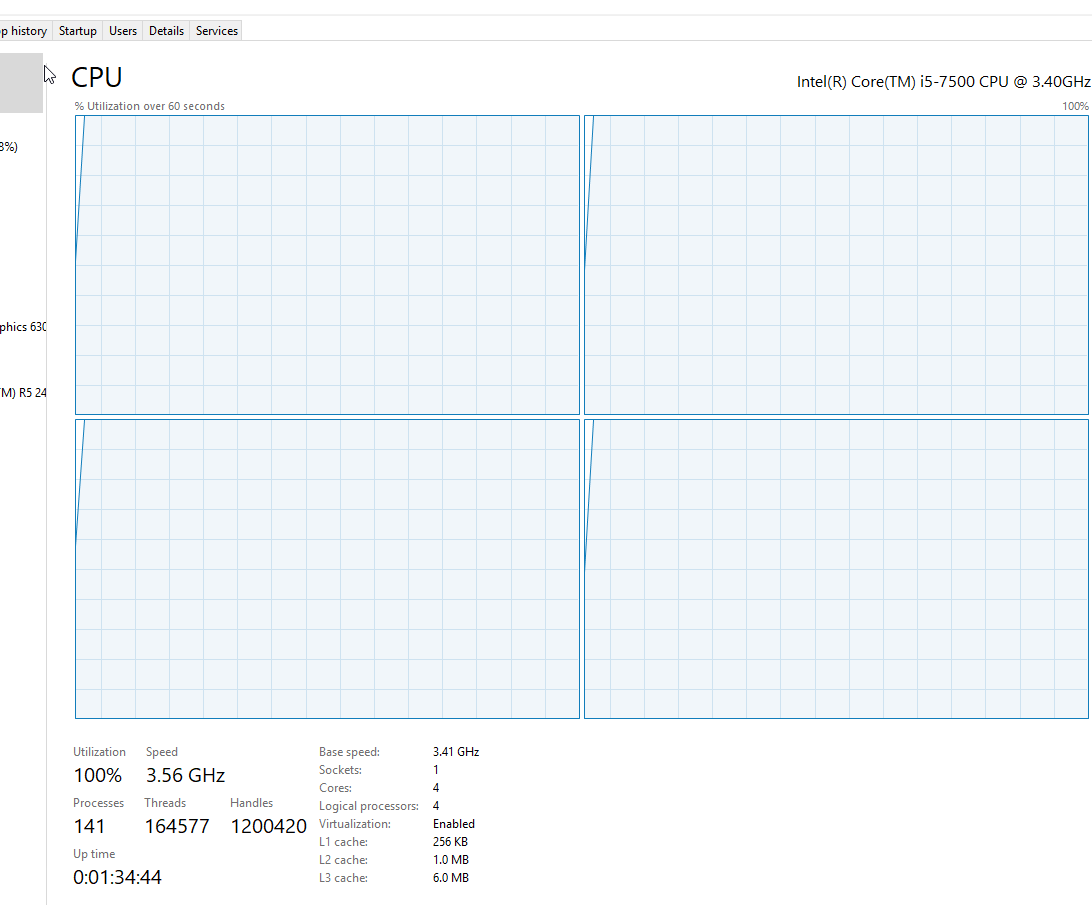 p history Startup Users Details Services
CPU
Intel(R) Core(TM) i5-7500 CPU @ 3.40GHz
% Utilization over 60 seconds
100%
3%)
phics 630
M) R5 24
Utilization Speed
100% 3.56 GHz
Processes Threads Handles
141 164577 1200420
Up time
0:01:34:44
Base speed: 3.41 GHz
Sockets: 1
Cores: 4
Logical processors: 4
Virtualization: Enabled
L1 cache: 256 KB
L2 cache: 1.0 MB
L3 cache: 6.0 MB